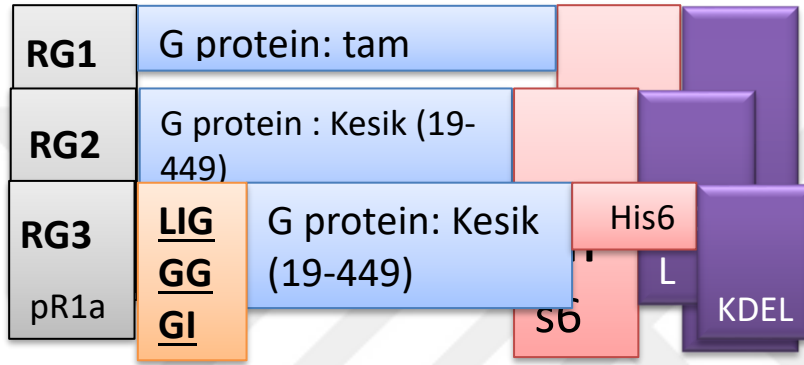 RG1
G protein: tam
RG2
G protein : Kesik (19-
449)
RG3
pR1a
LIG
GG
GI
G protein: Kesik
(19-449)
His6
s6
L
KDEL